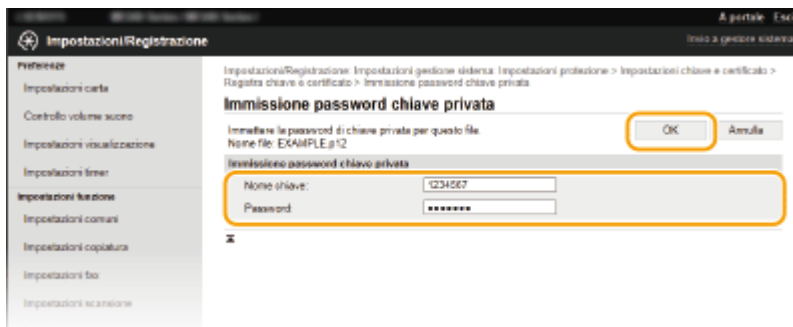 A portale Esci
Impostazioni/Registrazione
Invio a gestore sistema
Preferenze
Impostazioni carta
Controllo volume suono
Impostazioni visualizzazione
Impostazioni timer
Impostazioni funzione
Impostazioni comuni
Impostazioni copiatura
Impostazioni fax
Impostazioni scansione
Impostazioni/Registrazione: Impostazioni gestione sistema: Impostazioni protezione > Impostazioni chiave e certificato >
Registra chiave e certificato > Immissione password chiave privata
Immissione password chiave privata
Immettere la password di chiave privata per questo file.
Nome file: EXAMPLE.p12
OK
Annulla
Immissione password chiave privata
Nome chiave: 1234567
Password: •••••••